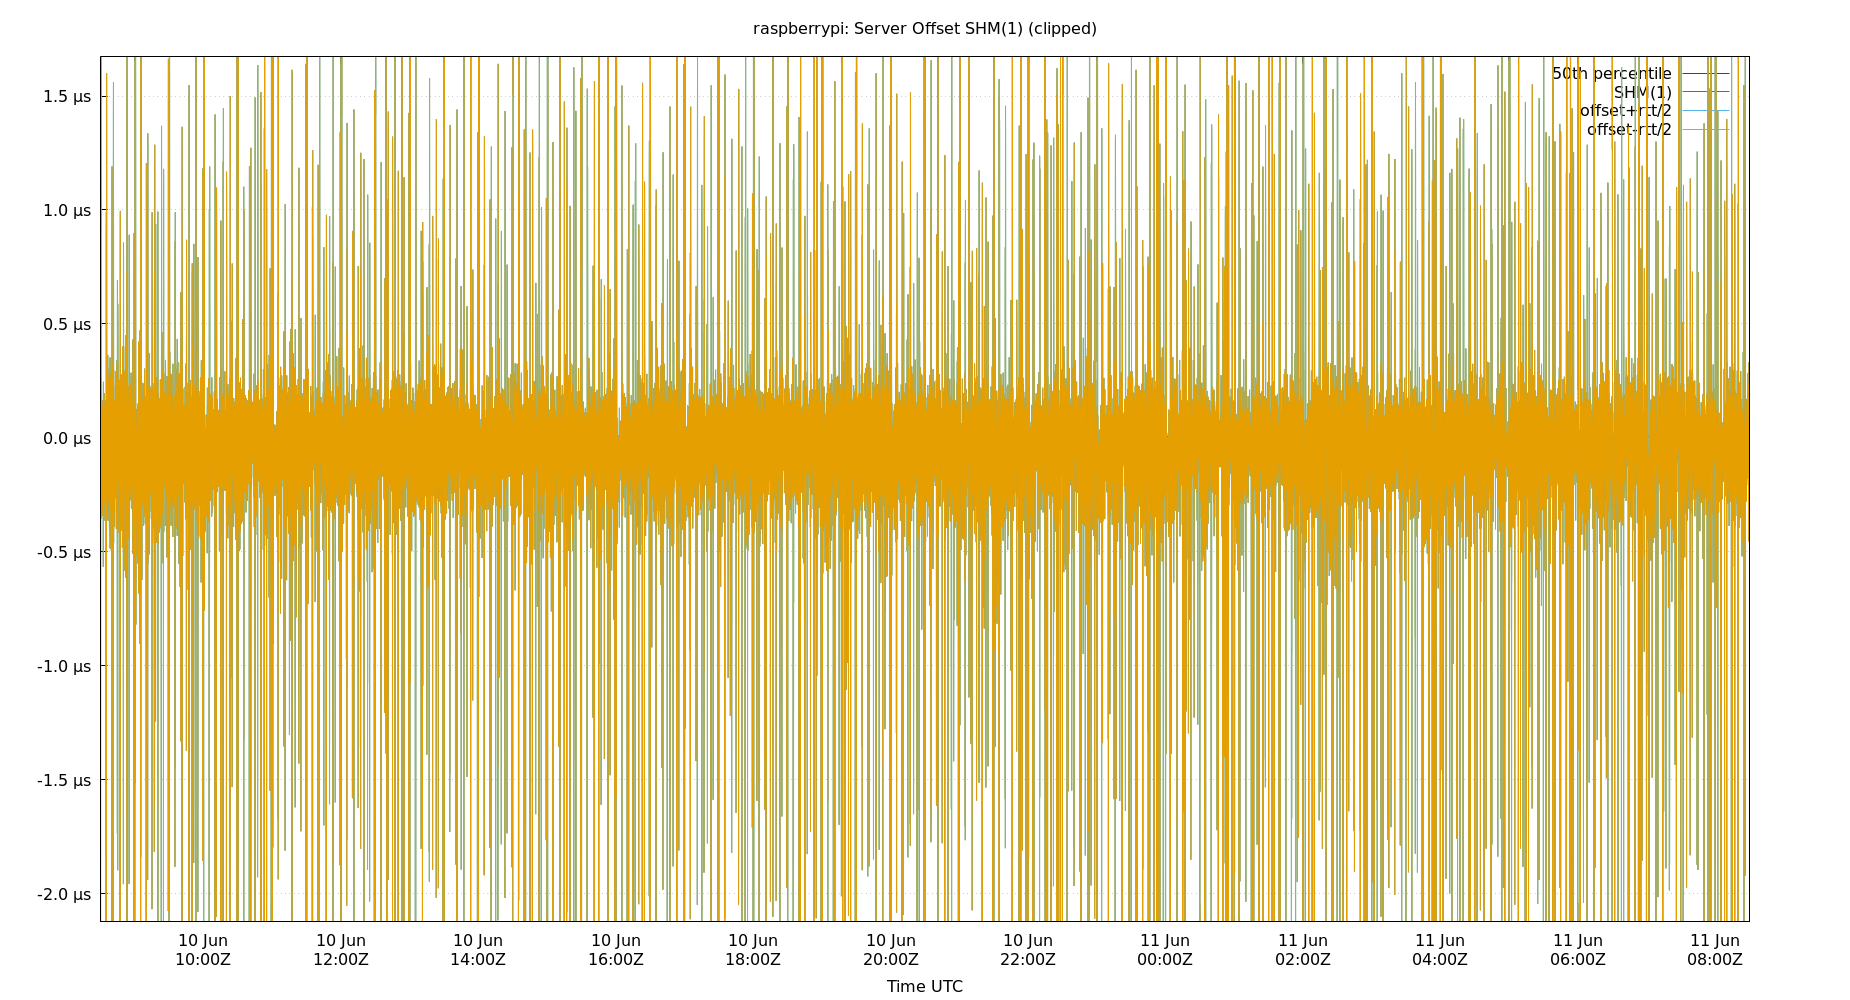 raspberrypi: Server Offset SHM(1) (clipped)
50th percentile
SHM(1)
offset+rtt/2
offset-rtt/2
1.5 µs
1.0 µs
0.5 µs
0.0 µs
-0.5 µs
-1.0 µs
-1.5 µs
-2.0 µs
10 Jun 10 Jun 10 Jun 10 Jun 10 Jun 10 Jun 10 Jun 11 Jun 11 Jun 11 Jun 11 Jun 11 Jun
10:00Z 12:00Z 14:00Z 16:00Z 18:00Z 20:00Z 22:00Z 00:00Z 02:00Z 04:00Z 06:00Z 08:00Z
Time UTC